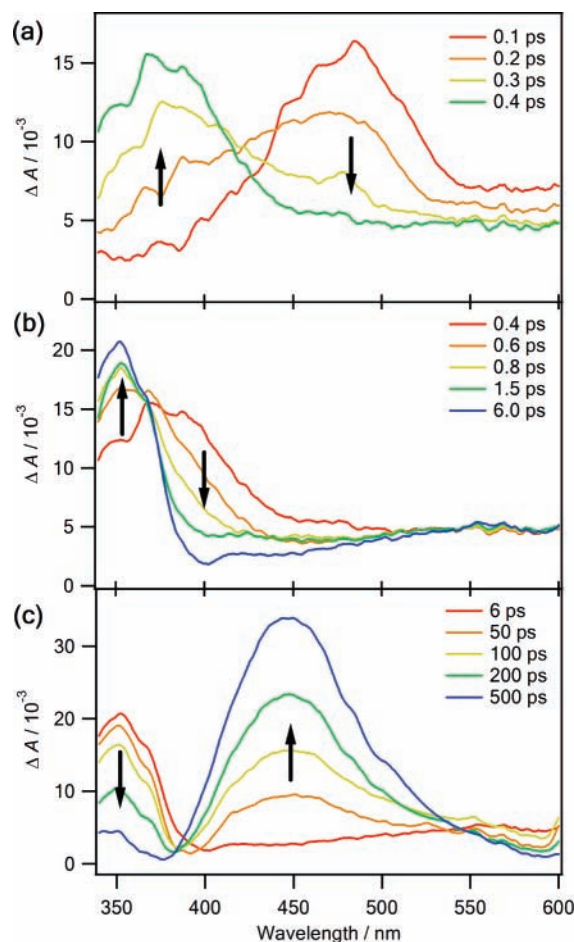 (a)
0.1 ps
0.2 ps
0.3 ps
0.4 ps
15
10
5
0
Δ A / 10⁻³
(b)
0.4 ps
0.6 ps
0.8 ps
1.5 ps
6.0 ps
20
15
10
5
0
Δ A / 10⁻³
(c)
6 ps
50 ps
100 ps
200 ps
500 ps
30
20
10
0
Δ A / 10⁻³
350 400 450 500 550 600
Wavelength / nm